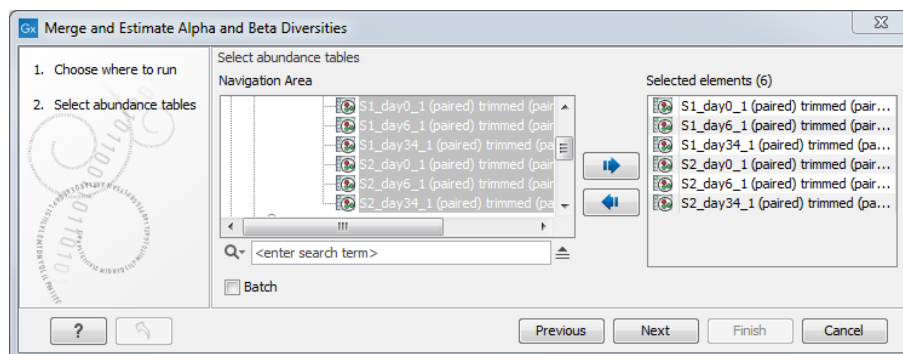 Gx Merge and Estimate Alpha and Beta Diversities
1. Choose where to run
2. Select abundance tables
Select abundance tables
Navigation Area
S1_day0_1 (paired) trimmed (pair
S1_day6_1 (paired) trimmed (pair
S1_day34_1 (paired) trimmed (pa
S2_day0_1 (paired) trimmed (pair
S2_day6_1 (paired) trimmed (pair
S2_day34_1 (paired) trimmed (pa
<enter search term>
Batch
Selected elements (6)
S1_day0_1 (paired) trimmed (pair...
S1_day6_1 (paired) trimmed (pair...
S1_day34_1 (paired) trimmed (pa...
S2_day0_1 (paired) trimmed (pair...
S2_day6_1 (paired) trimmed (pair...
S2_day34_1 (paired) trimmed (pa...
?
Previous
Next
Finish
Cancel